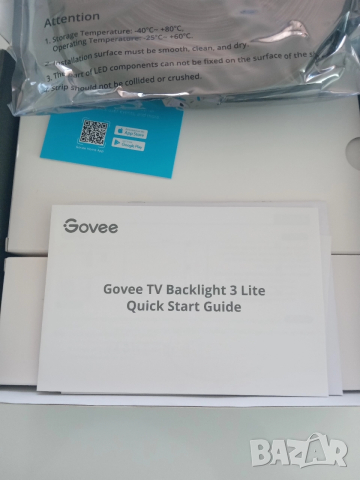 Attention
1. Storage Temperature: -40°C~ +80°C.
Operating Temperature: -25°C~ +60°C.
2. Installation surface must be smooth, clean, and dry
3. The part of LED components can not be fixed on the surface of the
Strip should not be collided or crushed.
App Store
Google Play
Govee
Govee TV Backlight 3 Lite
Quick Start Guide
BAZAR